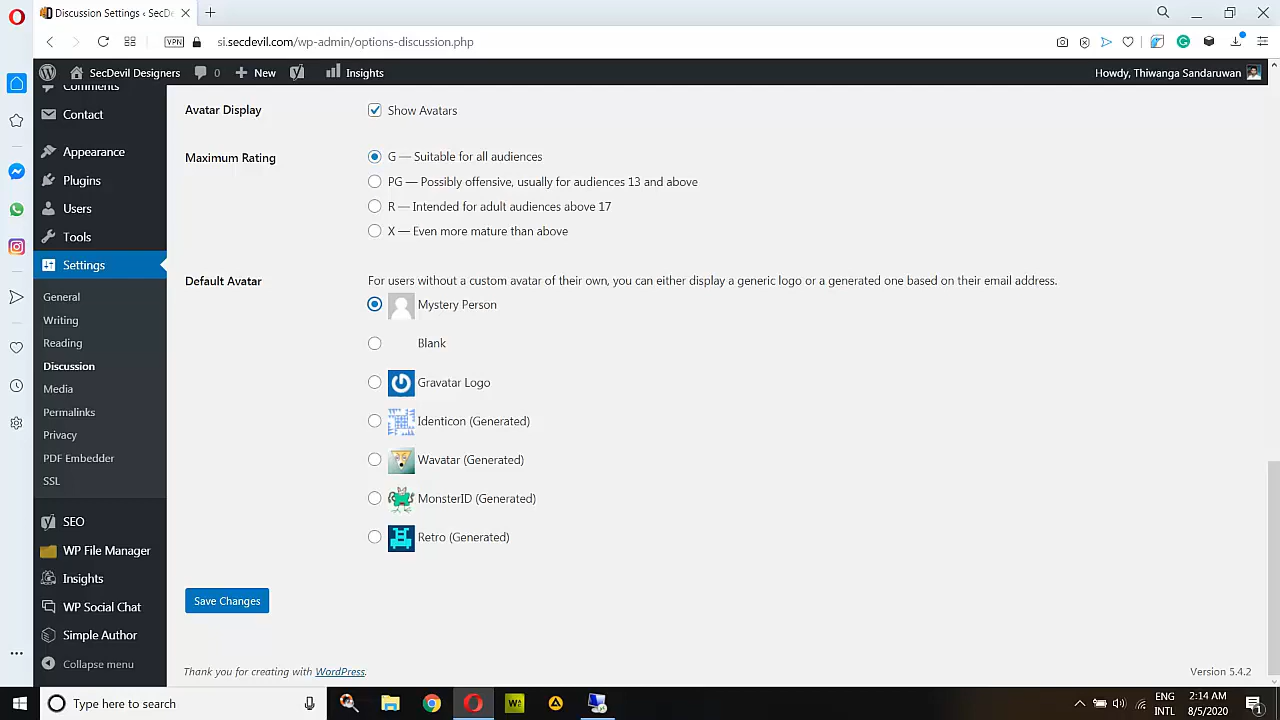 Discussion Settings ‹ SecDe
VPN
si.secdevil.com/wp-admin/options-discussion.php
SecDevil Designers
0
New
Insights
Howdy, Thiwanga Sandaruwan
Comments
Contact
Appearance
Plugins
Users
Tools
Settings
General
Writing
Reading
Discussion
Media
Permalinks
Privacy
PDF Embedder
SSL
SEO
WP File Manager
Insights
WP Social Chat
Simple Author
Collapse menu
Avatar Display
Show Avatars
Maximum Rating
G — Suitable for all audiences
PG — Possibly offensive, usually for audiences 13 and above
R — Intended for adult audiences above 17
X — Even more mature than above
Default Avatar
For users without a custom avatar of their own, you can either display a generic logo or a generated one based on their email address.
Mystery Person
Blank
Gravatar Logo
Identicon (Generated)
Wavatar (Generated)
MonsterID (Generated)
Retro (Generated)
Save Changes
Thank you for creating with WordPress.
Version 5.4.2
Type here to search
ENG
INTL
2:14 AM
8/5/2020
1